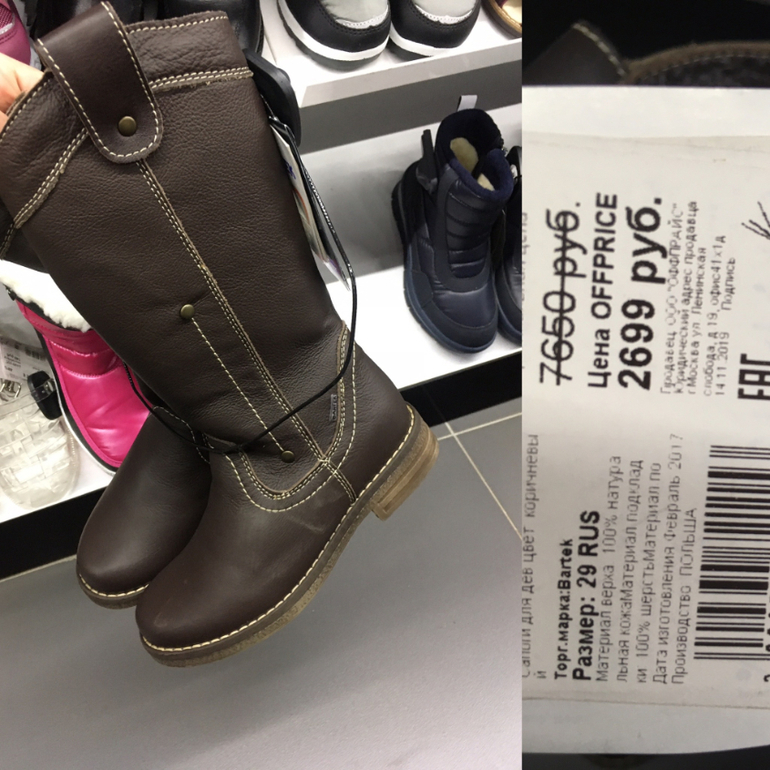 7650 руб.
Цена OFFPRICE
2699 руб.
Продавец ООО "ОФФПРАЙС"
Юридический адрес продавца
г Москва ул Ленинская
слобода, д 19, офис41х1д
14.11.2019 Подпись
EAC
Сапоги для дев цвет коричневы
й
Торг.марка:Bartek
Размер: 29 RUS
Материал верха 100% натура
льная кожаМатериал подклад
ки 100% шерстьМатериал по
Дата изготовления Февраль 2017
Производство ПОЛЬША